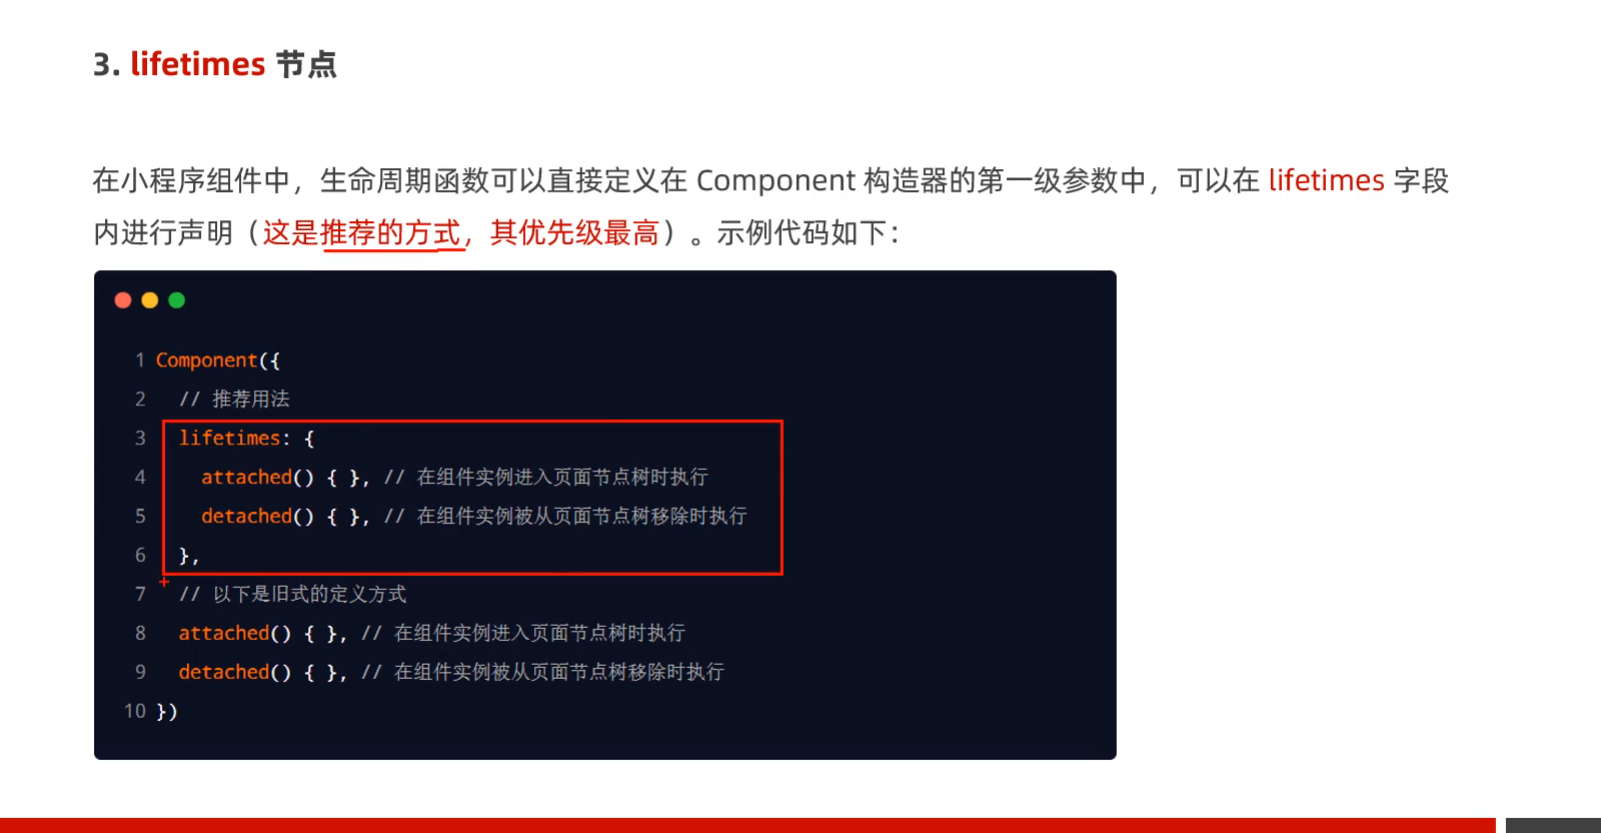 3. lifetimes 节点
在小程序组件中，生命周期函数可以直接定义在 Component 构造器的第一级参数中，可以在 lifetimes 字段
内进行声明（这是推荐的方式，其优先级最高）。示例代码如下：
1 Component({
2 // 推荐用法
3 lifetimes: {
4 attached() { }, // 在组件实例进入页面节点树时执行
5 detached() { }, // 在组件实例被从页面节点树移除时执行
6 },
7 // 以下是旧式的定义方式
8 attached() { }, // 在组件实例进入页面节点树时执行
9 detached() { }, // 在组件实例被从页面节点树移除时执行
10 })